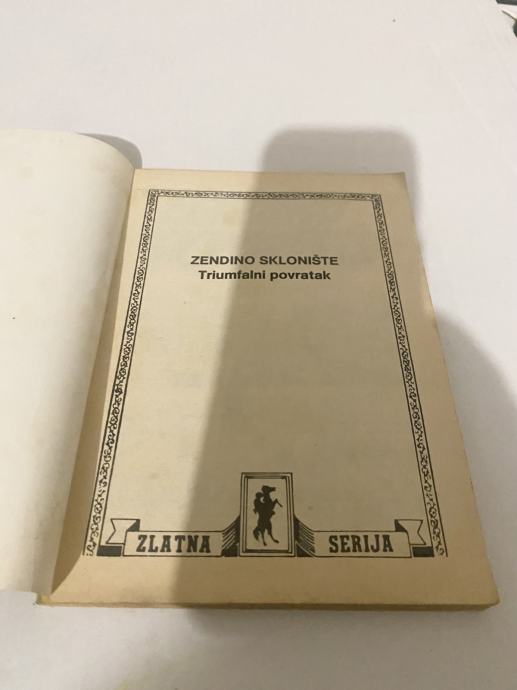 ZENDINO SKLONIŠTE
Triumfalni povratak
ZLATNA SERIJA